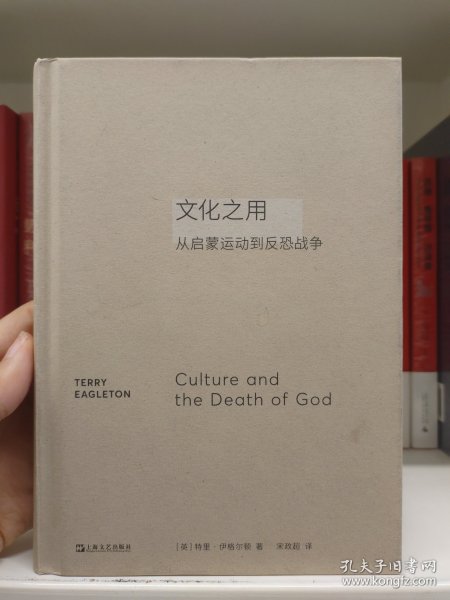 文化之用
从启蒙运动到反恐战争
TERRY
EAGLETON
Culture and
the Death of God
上海文艺出版社
[英]特里·伊格尔顿 著 宋政超 译
孔夫子旧书网
www.kongfz.com